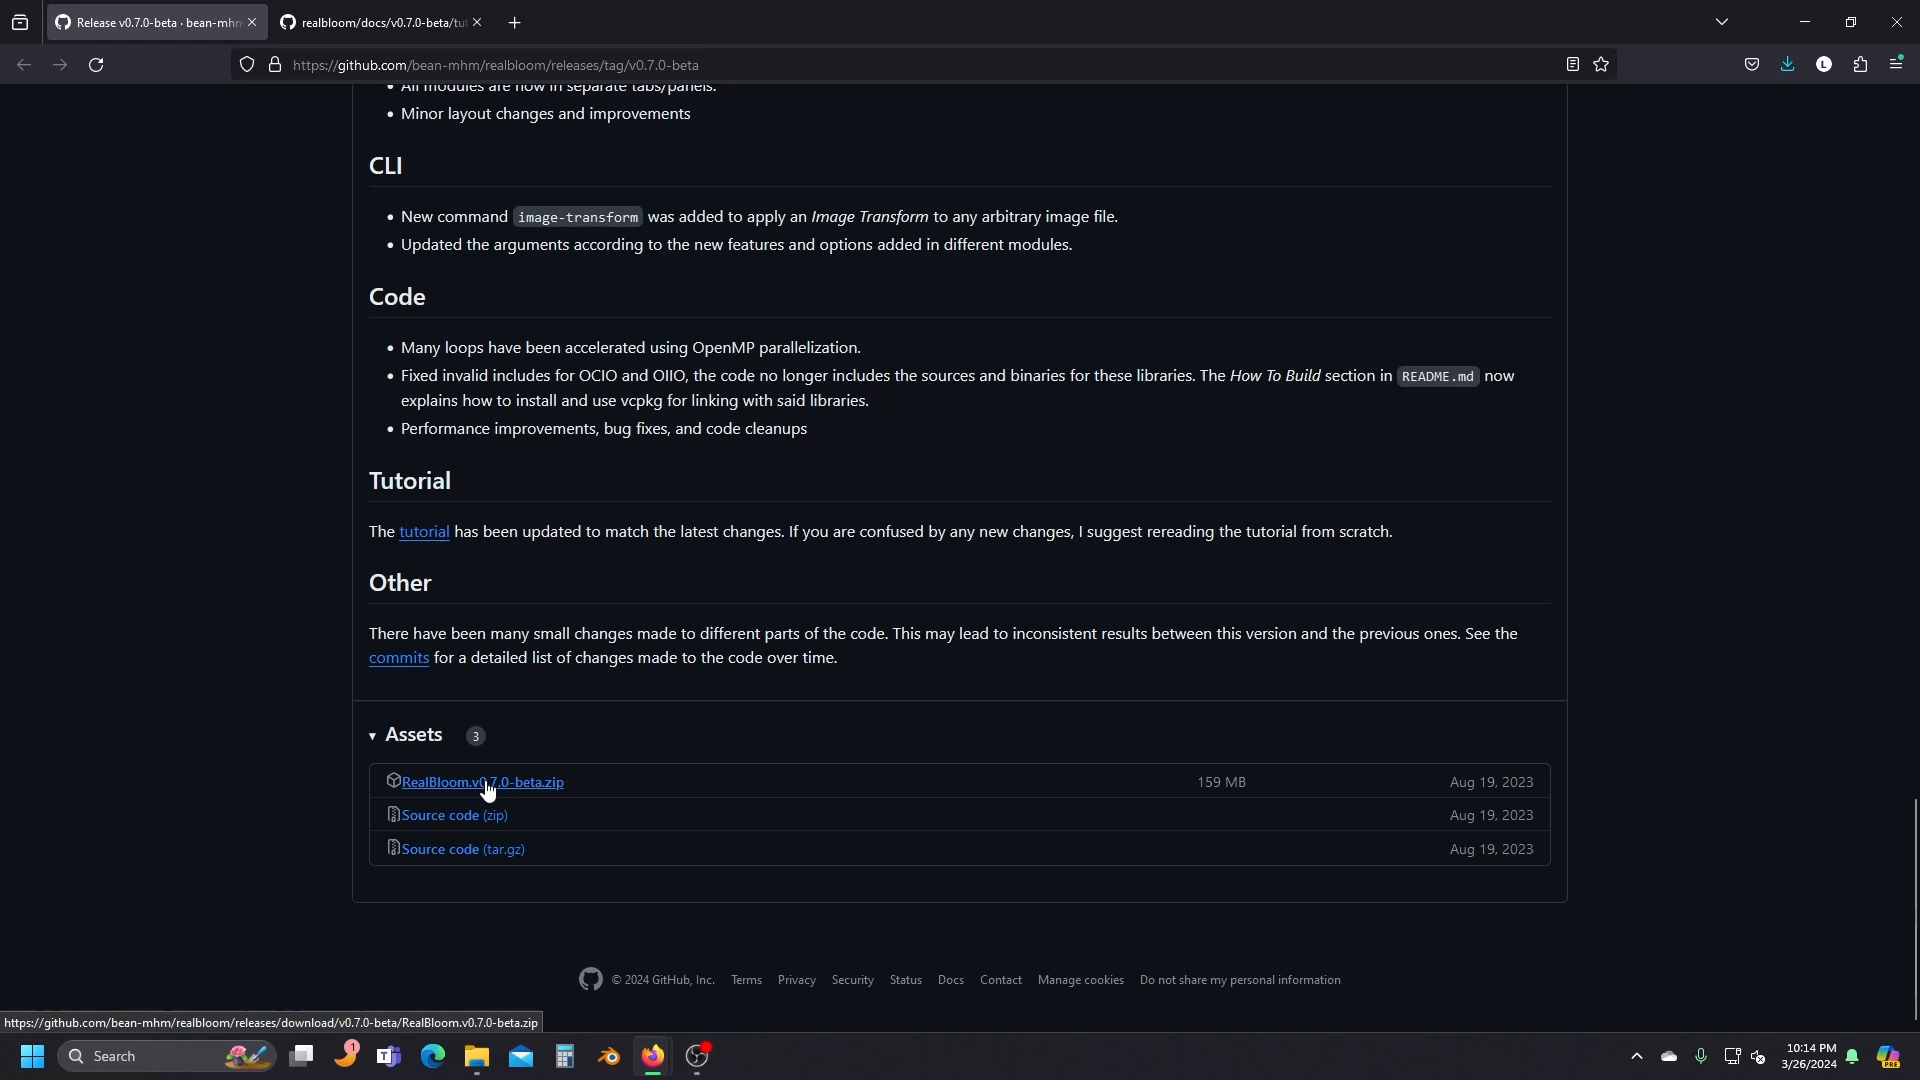 Release v0.7.0-beta · bean-mhm
realbloom/docs/v0.7.0-beta/tu
https://github.com/bean-mhm/realbloom/releases/tag/v0.7.0-beta
L
• All modules are now in separate tabs/panels.
• Minor layout changes and improvements
CLI
• New command image-transform was added to apply an Image Transform to any arbitrary image file.
• Updated the arguments according to the new features and options added in different modules.
Code
• Many loops have been accelerated using OpenMP parallelization.
• Fixed invalid includes for OCIO and OIIO, the code no longer includes the sources and binaries for these libraries. The How To Build section in README.md now
explains how to install and use vcpkg for linking with said libraries.
• Performance improvements, bug fixes, and code cleanups
Tutorial
The tutorial has been updated to match the latest changes. If you are confused by any new changes, I suggest rereading the tutorial from scratch.
Other
There have been many small changes made to different parts of the code. This may lead to inconsistent results between this version and the previous ones. See the
commits for a detailed list of changes made to the code over time.
Assets 3
RealBloom.v0.7.0-beta.zip 159 MB Aug 19, 2023
Source code (zip) Aug 19, 2023
Source code (tar.gz) Aug 19, 2023
© 2024 GitHub, Inc. Terms Privacy Security Status Docs Contact Manage cookies Do not share my personal information
https://github.com/bean-mhm/realbloom/releases/download/v0.7.0-beta/RealBloom.v0.7.0-beta.zip
Search
1
10:14 PM
3/26/2024
PRE